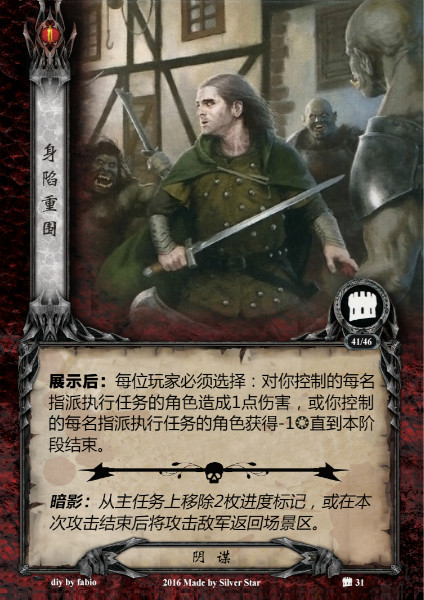 身陷重围
41/46
展示后：每位玩家必须选择：对你控制的每名
指派执行任务的角色造成1点伤害，或你控制
的每名指派执行任务的角色获得-1直到本阶
段结束。
暗影：从主任务上移除2枚进度标记，或在本
次攻击结束后将攻击敌军返回场景区。
阴谋
diy by fabio 2016 Made by Silver Star 31